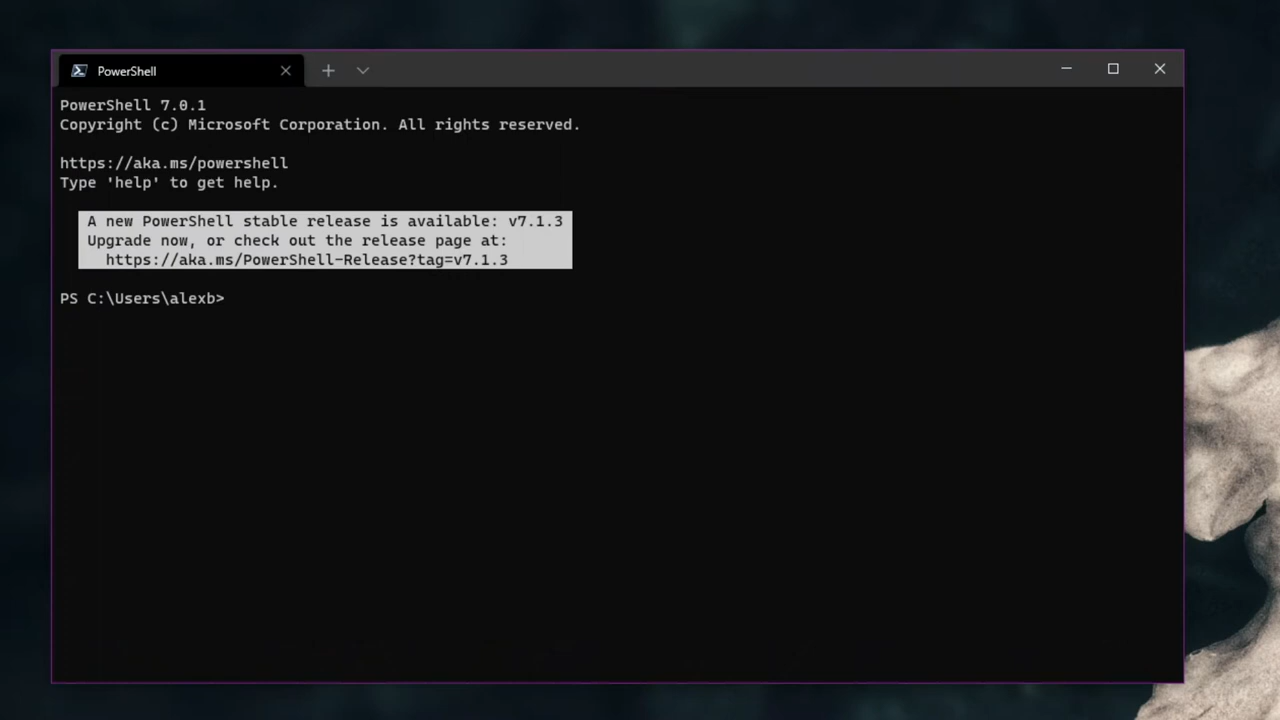 PowerShell
PowerShell 7.0.1
Copyright (c) Microsoft Corporation. All rights reserved.
https://aka.ms/powershell
Type 'help' to get help.
A new PowerShell stable release is available: v7.1.3
Upgrade now, or check out the release page at:
https://aka.ms/PowerShell-Release?tag=v7.1.3
PS C:\Users\alexb>